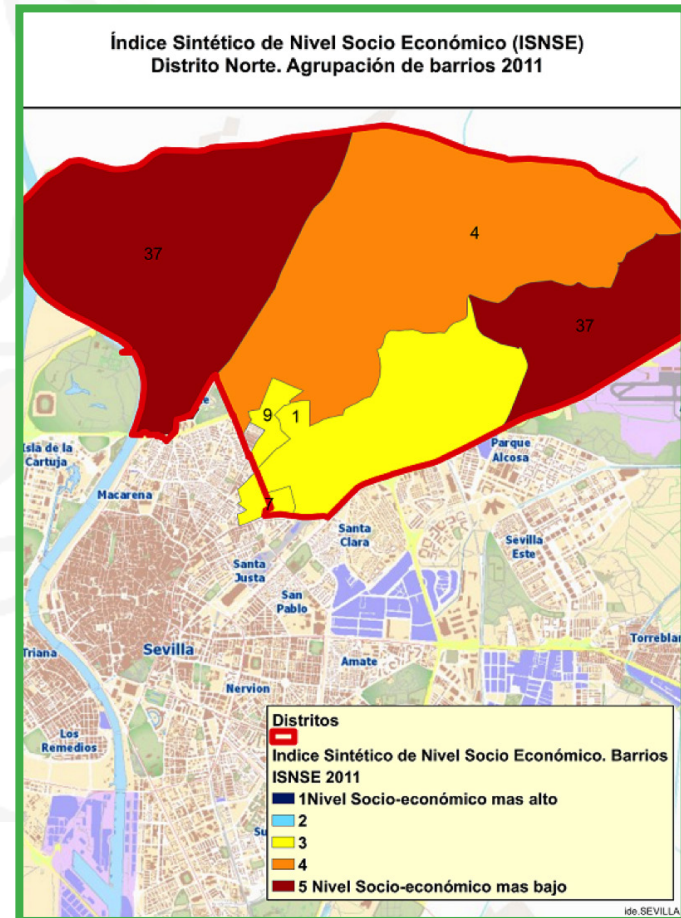 Índice Sintético de Nivel Socio Económico (ISNSE)
Distrito Norte. Agrupación de barrios 2011
4
37
37
9
1
7
Isla de la
Cartuja
Macarena
Parque
Alcosa
Santa
Clara
Sevilla
Este
Santa
Justa
San
Pablo
Triana
Sevilla
Amate
Torreblan
Nervion
Los
Remedios
Su
Distritos
Indice Sintético de Nivel Socio Económico. Barrios
ISNSE 2011
1Nivel Socio-económico mas alto
2
3
4
5 Nivel Socio-económico mas bajo
ide.SEVILLA